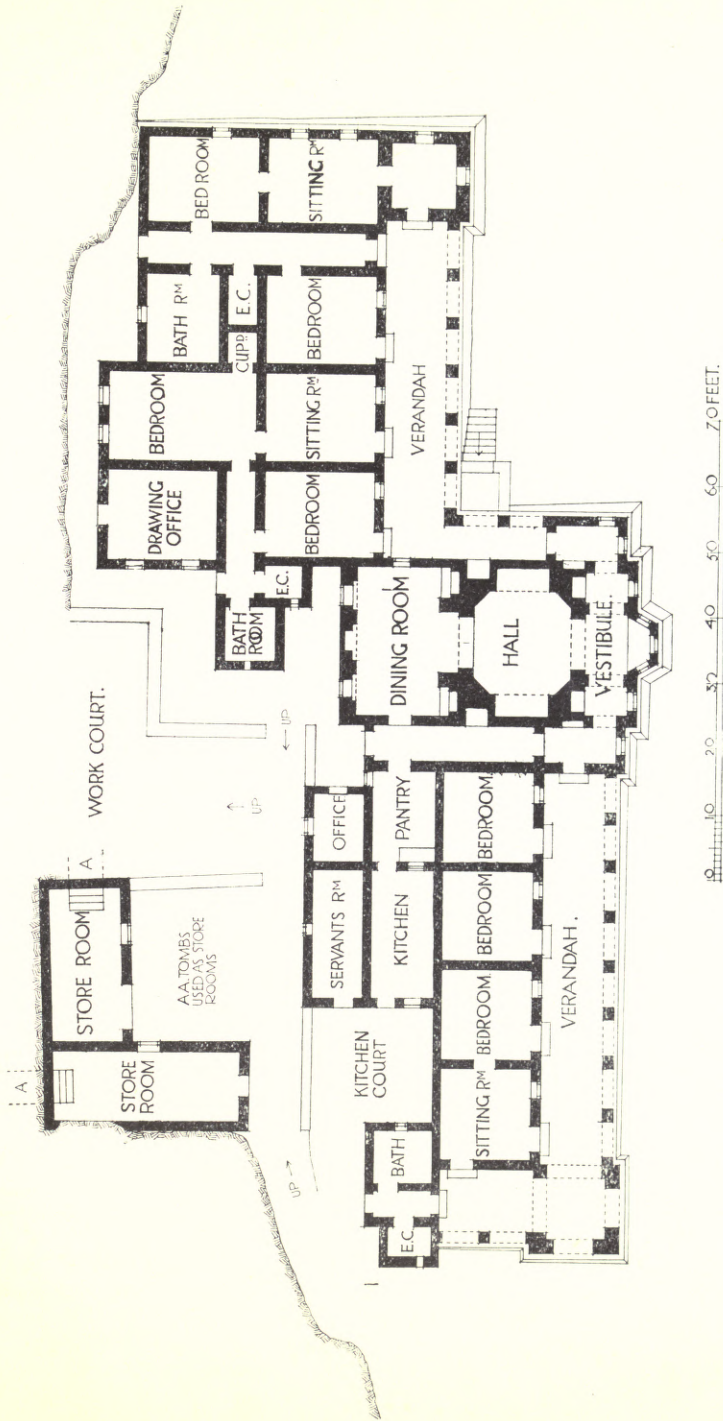 A
STORE ROOM
A
STORE
ROOM
A.A. TOMBS
USED AS STORE
ROOMS
WORK COURT.
UP
UP
UP
DRAWING
OFFICE
BEDROOM
BATH RM
BED ROOM
CUPD
E.C.
SITTING RM
BATH
ROOM
E.C.
BEDROOM
SITTING RM
BEDROOM
VERANDAH
DINING ROOM
HALL
VESTIBULE.
OFFICE
SERVANTS RM
PANTRY
KITCHEN
KITCHEN
COURT
BATH
E.C.
SITTING RM
BEDROOM
BEDROOM
BEDROOM
VERANDAH.
10 0 10 20 30 40 50 60 70 FEET.